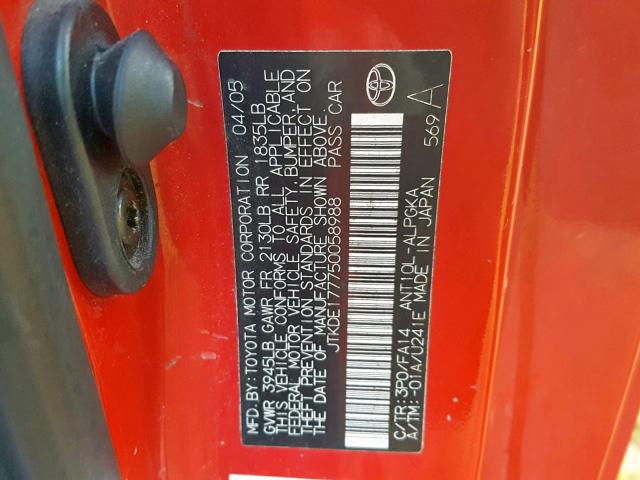 MFD.BY:TOYOTA MOTOR CORPORATION 04/05
GVWR 3945LB GAWR FR 2130LB RR 1835LB
THIS VEHICLE CONFORMS TO ALL APPLICABLE
FEDERAL MOTOR VEHICLE SAFETY, BUMPER, AND
THEFT PREVENTION STANDARDS IN EFFECT ON
THE DATE OF MANUFACTURE SHOWN ABOVE.
JTKDE177750058988 PASS CAR
C/TR:3P0/FA14 ANT10L-ALPGKA
A/TM:-01A/U241E MADE IN JAPAN 569 A